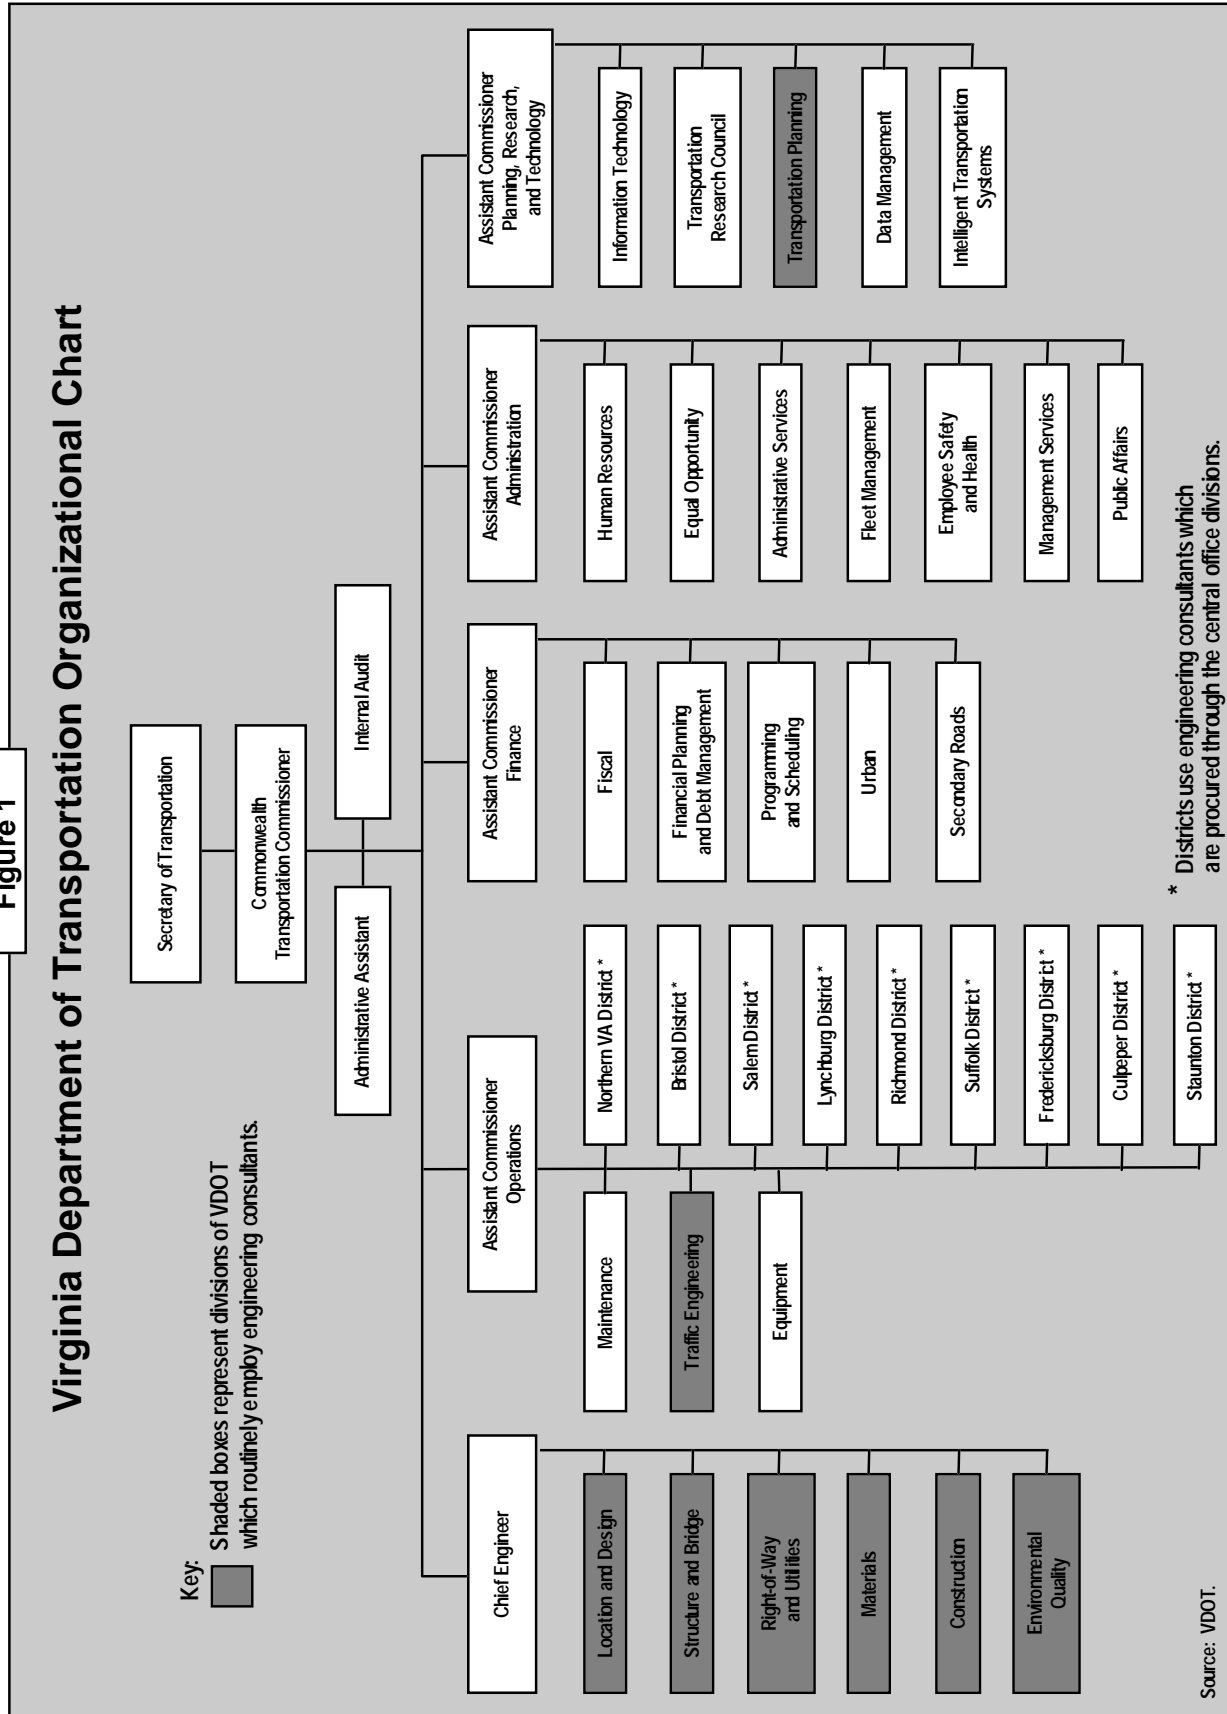 Figure 1
Virginia Department of Transportation Organizational Chart
Key:
Shaded boxes represent divisions of VDOT
which routinely employ engineering consultants.
Secretary of Transportation
Commonwealth
Transportation Commissioner
Administrative Assistant
Internal Audit
Chief Engineer
Location and Design
Structure and Bridge
Right-of-Way
and Utilities
Materials
Construction
Environmental
Quality
Assistant Commissioner
Operations
Maintenance
Traffic Engineering
Equipment
Northern VA District *
Bristol District *
Salem District *
Lynchburg District *
Richmond District *
Suffolk District *
Fredericksburg District *
Culpeper District *
Staunton District *
Assistant Commissioner
Finance
Fiscal
Financial Planning
and Debt Management
Programming
and Scheduling
Urban
Secondary Roads
Assistant Commissioner
Administration
Human Resources
Equal Opportunity
Administrative Services
Fleet Management
Employee Safety
and Health
Management Services
Public Affairs
Assistant Commissioner
Planning, Research,
and Technology
Information Technology
Transportation
Research Council
Transportation Planning
Data Management
Intelligent Transportation
Systems
* Districts use engineering consultants which
are procured through the central office divisions.
Source: VDOT.